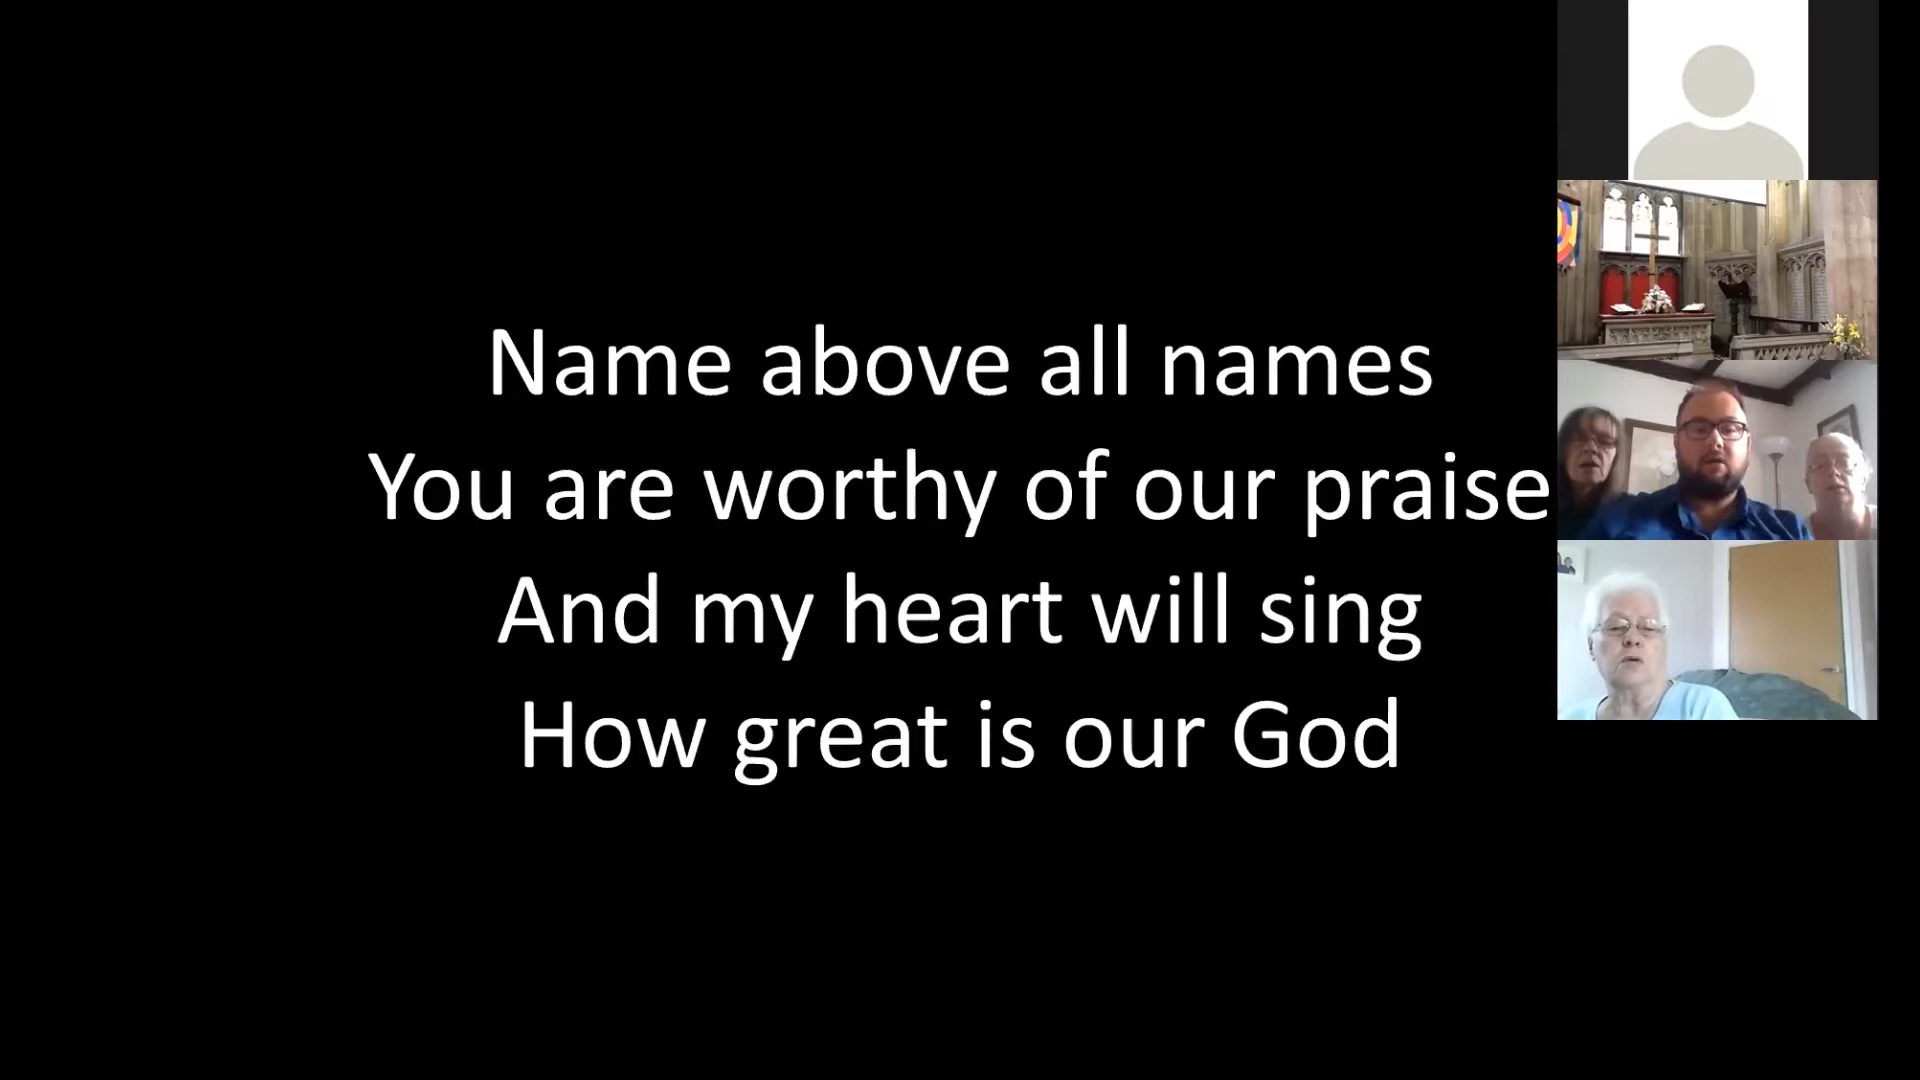 Name above all names
You are worthy of our praise
And my heart will sing
How great is our God